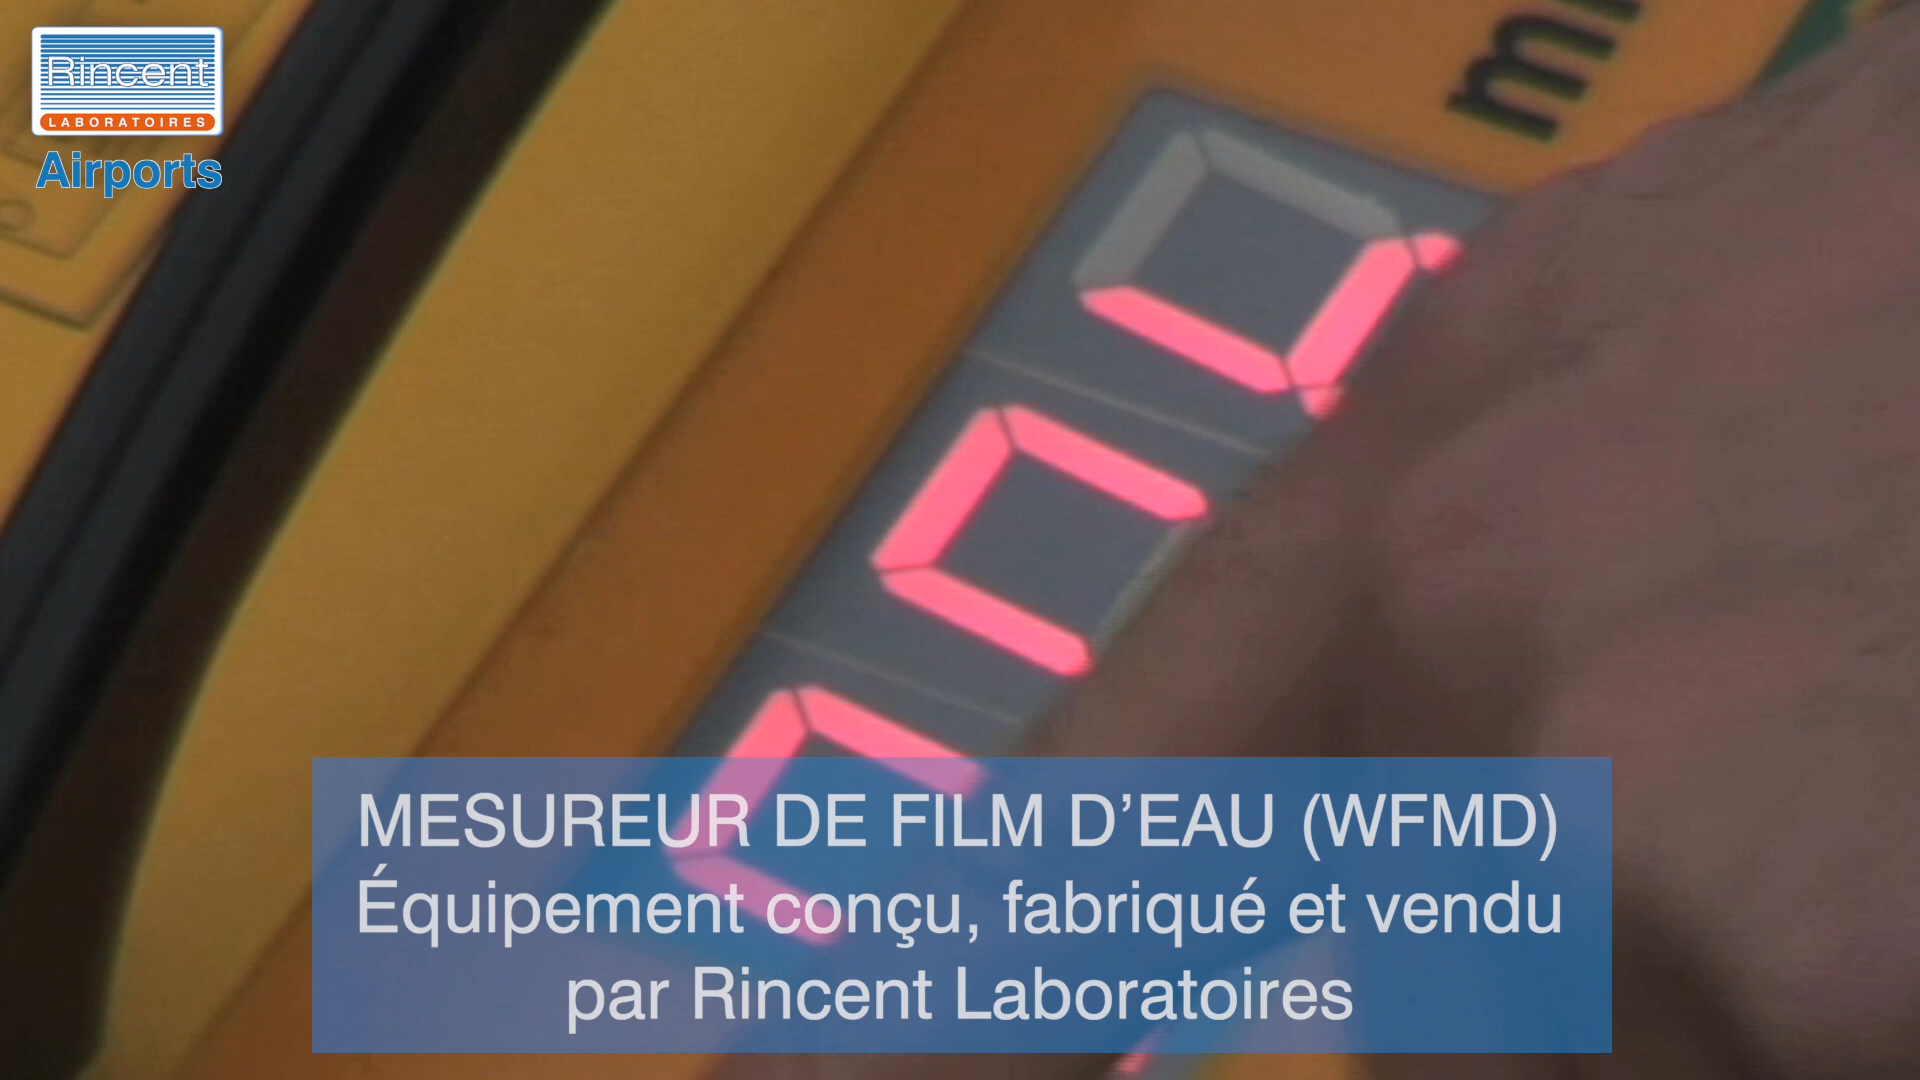 Rincent
LABORATOIRES
Airports
MESUREUR DE FILM D’EAU (WFMD)
Équipement conçu, fabriqué et vendu
par Rincent Laboratoires